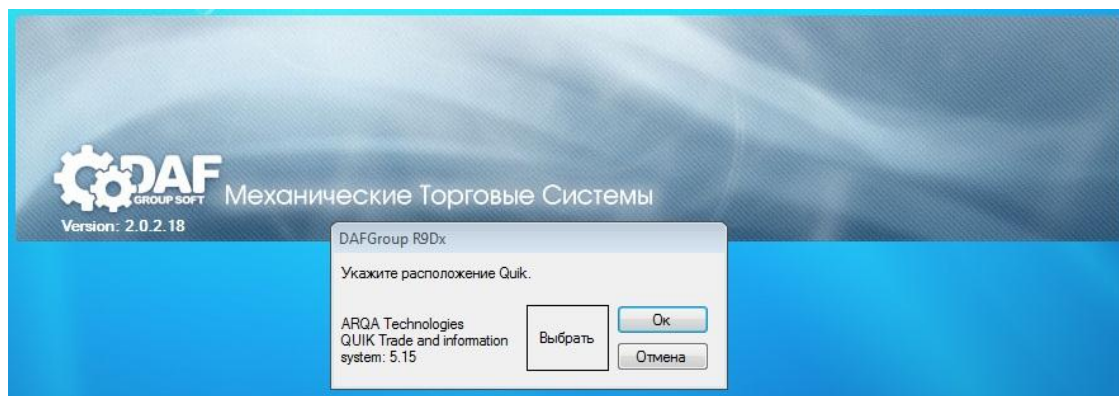 DAF
GROUP SOFT
Механические Торговые Системы
Version: 2.0.2.18
DAFGroup R9Dx
Укажите расположение Quik.
ARQA Technologies
QUIK Trade and information
system: 5.15
Выбрать
Ок
Отмена